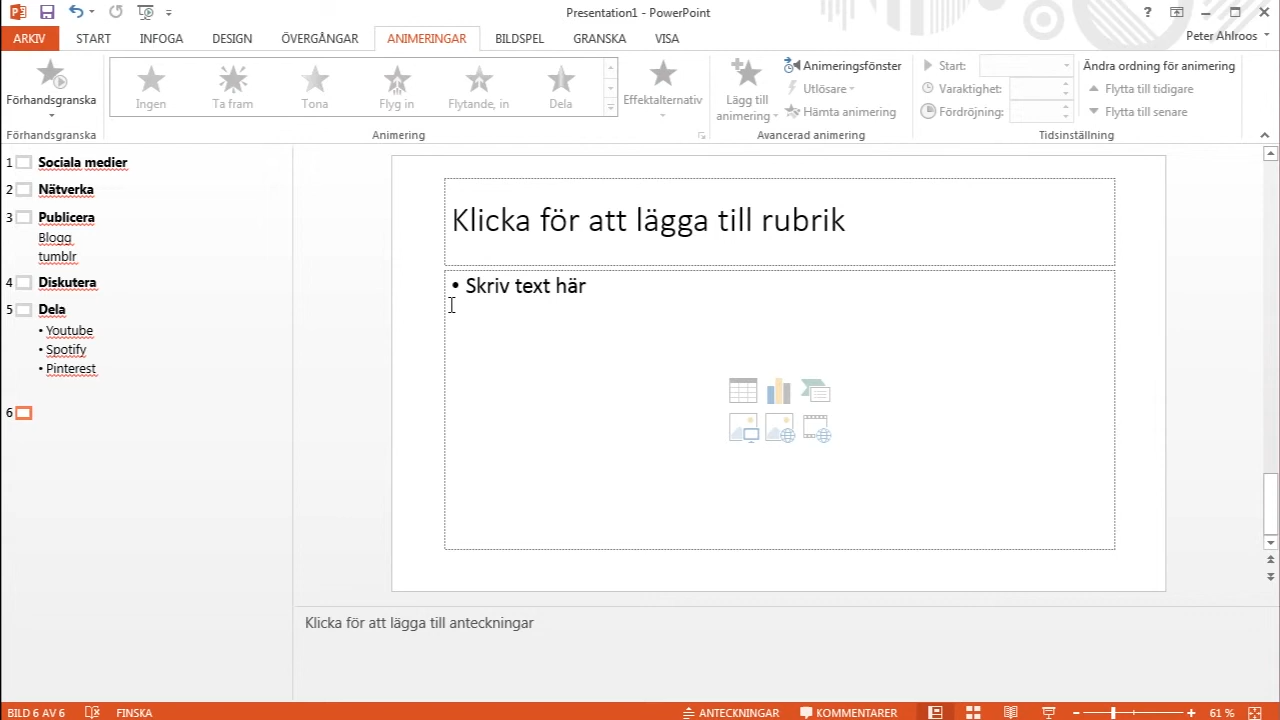 Presentation1 - PowerPoint
Peter Ahlroos
ARKIV START INFOGA DESIGN ÖVERGÅNGAR ANIMERINGAR BILDSPEL GRANSKA VISA
Förhandsgranska
Förhandsgranska
Ingen Ta fram Tona Flyg in Flytande, in Dela
Animering
Effektalternativ
Lägg till
animering
Animeringsfönster
Utlösare
Hämta animering
Avancerad animering
Start:
Varaktighet:
Fördröjning:
Ändra ordning för animering
Flytta till tidigare
Flytta till senare
Tidsinställning
1 Sociala medier
2 Nätverka
3 Publicera
Blogg
tumblr
4 Diskutera
5 Dela
• Youtube
• Spotify
• Pinterest
6
Klicka för att lägga till rubrik
• Skriv text här
Klicka för att lägga till anteckningar
BILD 6 AV 6 FINSKA ANTECKNINGAR KOMMENTARER 61 %